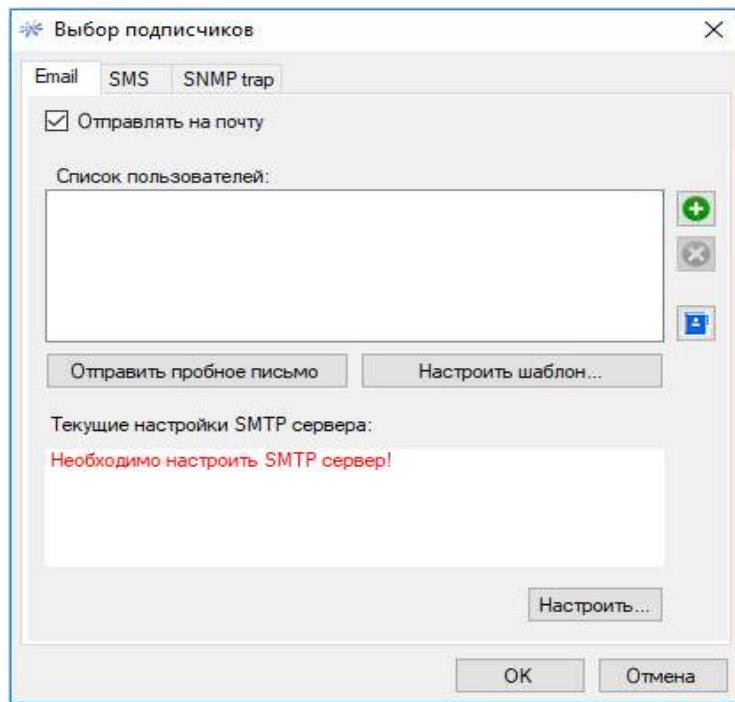 Выбор подписчиков
Email SMS SNMP trap
Отправлять на почту
Список пользователей:
Отправить пробное письмо Настроить шаблон...
Текущие настройки SMTP сервера:
Необходимо настроить SMTP сервер!
Настроить...
OK Отмена